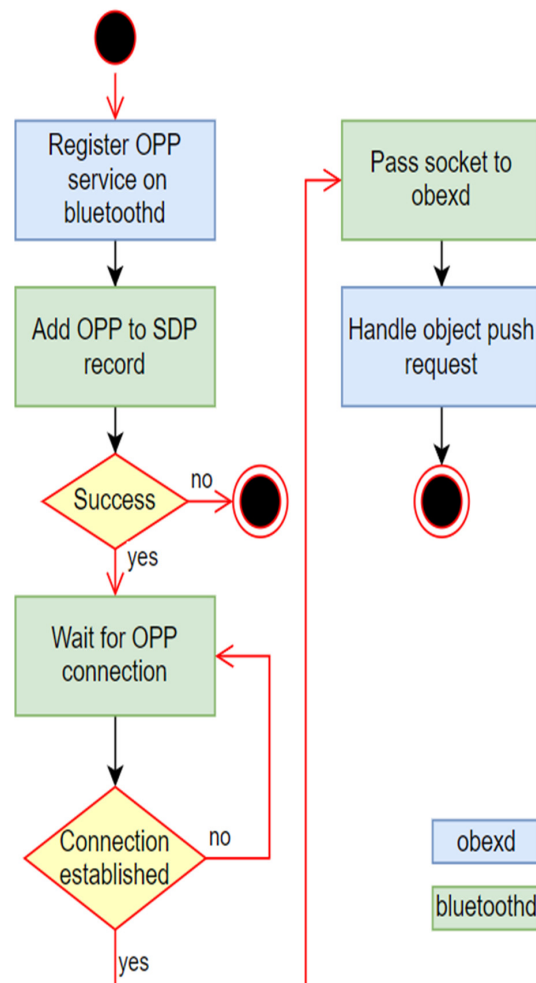 Register OPP
service on
bluetoothd
Add OPP to SDP
record
Success
no
yes
Wait for OPP
connection
Connection
established
no
yes
Pass socket to
obexd
Handle object push
request
obexd
bluetoothd